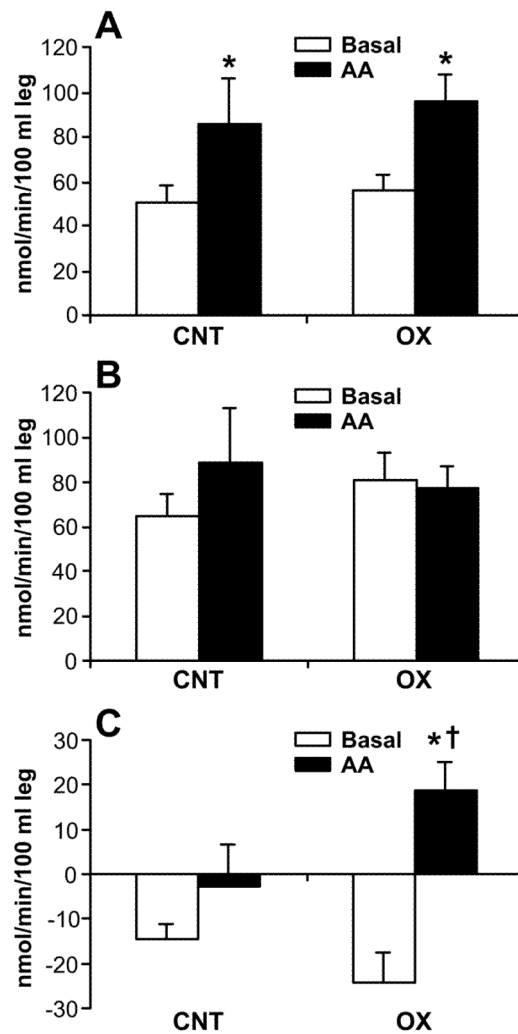 A
Basal
AA
nmol/min/100 ml leg
120
100
80
60
40
20
0
*
*
CNT
OX
B
Basal
AA
nmol/min/100 ml leg
120
100
80
60
40
20
0
CNT
OX
C
Basal
AA
nmol/min/100 ml leg
30
20
10
0
-10
-20
-30
*†
CNT
OX